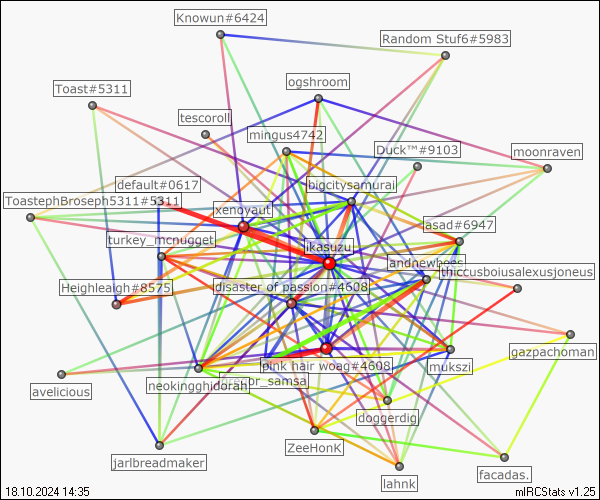 Knowun#6424
Random Stuf6#5983
ogshroom
Toast#5311
tescoroll
mingus4742
Duck™#9103
moonraven
default#0617
bigcitysamurai
ToastephBroseph5311#5311
xenoyaut
asad#6947
turkey_mcnugget
ikasuzu
andnewbees
thiccusboiusalexusjoneus
Heighleaigh#8575
disaster of passion#4608
gazpachoman
pink hair woag#4608
mukszi
avelicious
neokingghidorah
gregor_samsa
doggerdig
ZeeHonk
jarlbreadmaker
lahnk
facadas.
18.10.2024 14:35
mIRCStats v1.25